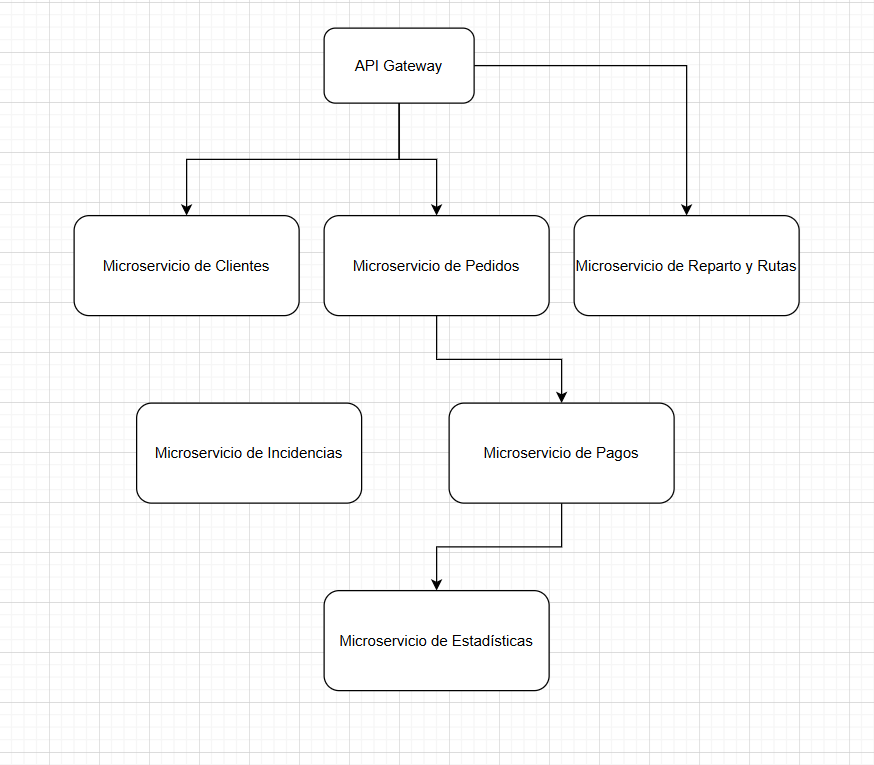 API Gateway
Microservicio de Clientes
Microservicio de Pedidos
Microservicio de Reparto y Rutas
Microservicio de Incidencias
Microservicio de Pagos
Microservicio de Estadísticas